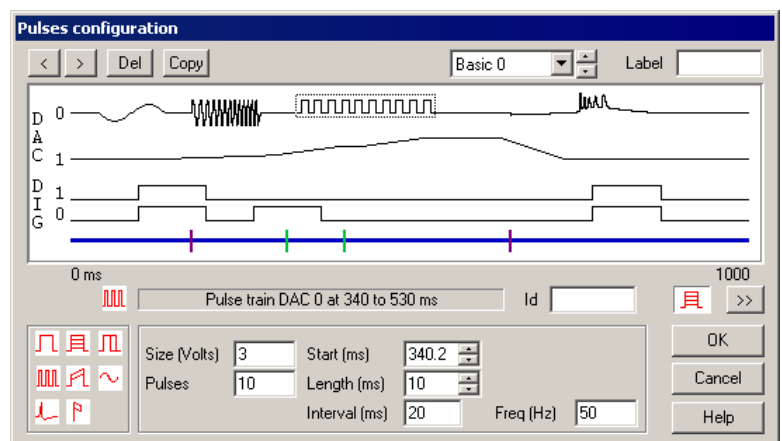 Pulses configuration
< > Del Copy Basic 0 Label
DAC 0
1
DIG 1
0
0 ms 1000
Pulse train DAC 0 at 340 to 530 ms Id >>
Size (Volts) 3 Start (ms) 340.2 OK
Pulses 10 Length (ms) 10 Cancel
Interval (ms) 20 Freq (Hz) 50 Help